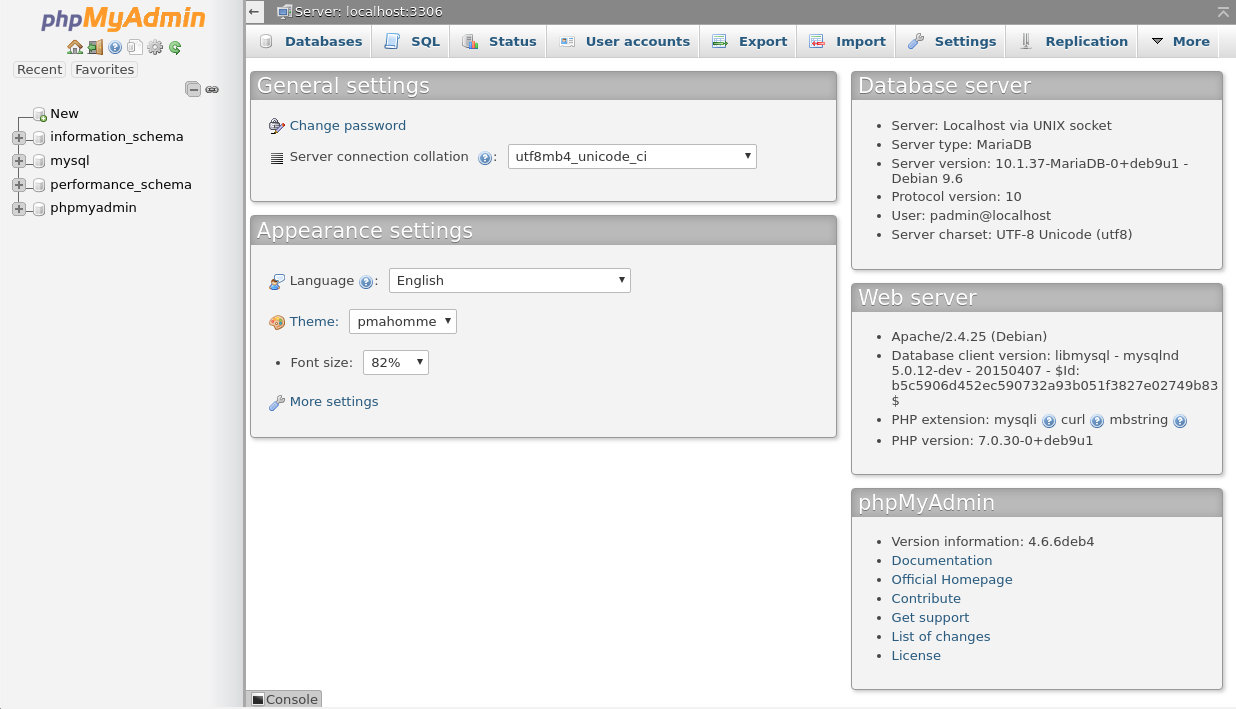 phpMyAdmin
Recent
Favorites
New
information_schema
mysql
performance_schema
phpmyadmin
Server: localhost:3306
Databases
SQL
Status
User accounts
Export
Import
Settings
Replication
More
General settings
Change password
Server connection collation
:
utf8mb4_unicode_ci
Appearance settings
Language
:
English
Theme:
pmahomme
• Font size:
82%
More settings
Console
Database server
• Server: Localhost via UNIX socket
• Server type: MariaDB
• Server version: 10.1.37-MariaDB-0+deb9u1 -
Debian 9.6
• Protocol version: 10
• User: padmin@localhost
• Server charset: UTF-8 Unicode (utf8)
Web server
• Apache/2.4.25 (Debian)
• Database client version: libmysql - mysqlnd
5.0.12-dev - 20150407 - $Id:
b5c5906d452ec590732a93b051f3827e02749b83
$
• PHP extension: mysqli curl mbstring
• PHP version: 7.0.30-0+deb9u1
phpMyAdmin
• Version information: 4.6.6deb4
• Documentation
• Official Homepage
• Contribute
• Get support
• List of changes
• License